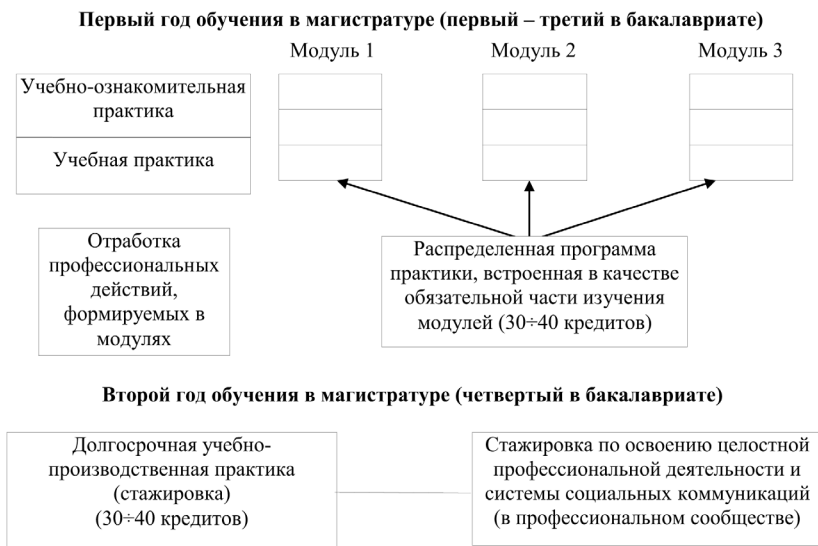 Первый год обучения в магистратуре (первый – третий в бакалавриате)
Модуль 1
Модуль 2
Модуль 3
Учебно-ознакомительная
практика
Учебная практика
Отработка
профессиональных
действий,
формируемых в
модулях
Распределенная программа
практики, встроенная в качестве
обязательной части изучения
модулей (30÷40 кредитов)
Второй год обучения в магистратуре (четвертый в бакалавриате)
Долгосрочная учебно-
производственная практика
(стажировка)
(30÷40 кредитов)
Стажировка по освоению целостной
профессиональной деятельности и
системы социальных коммуникаций
(в профессиональном сообществе)